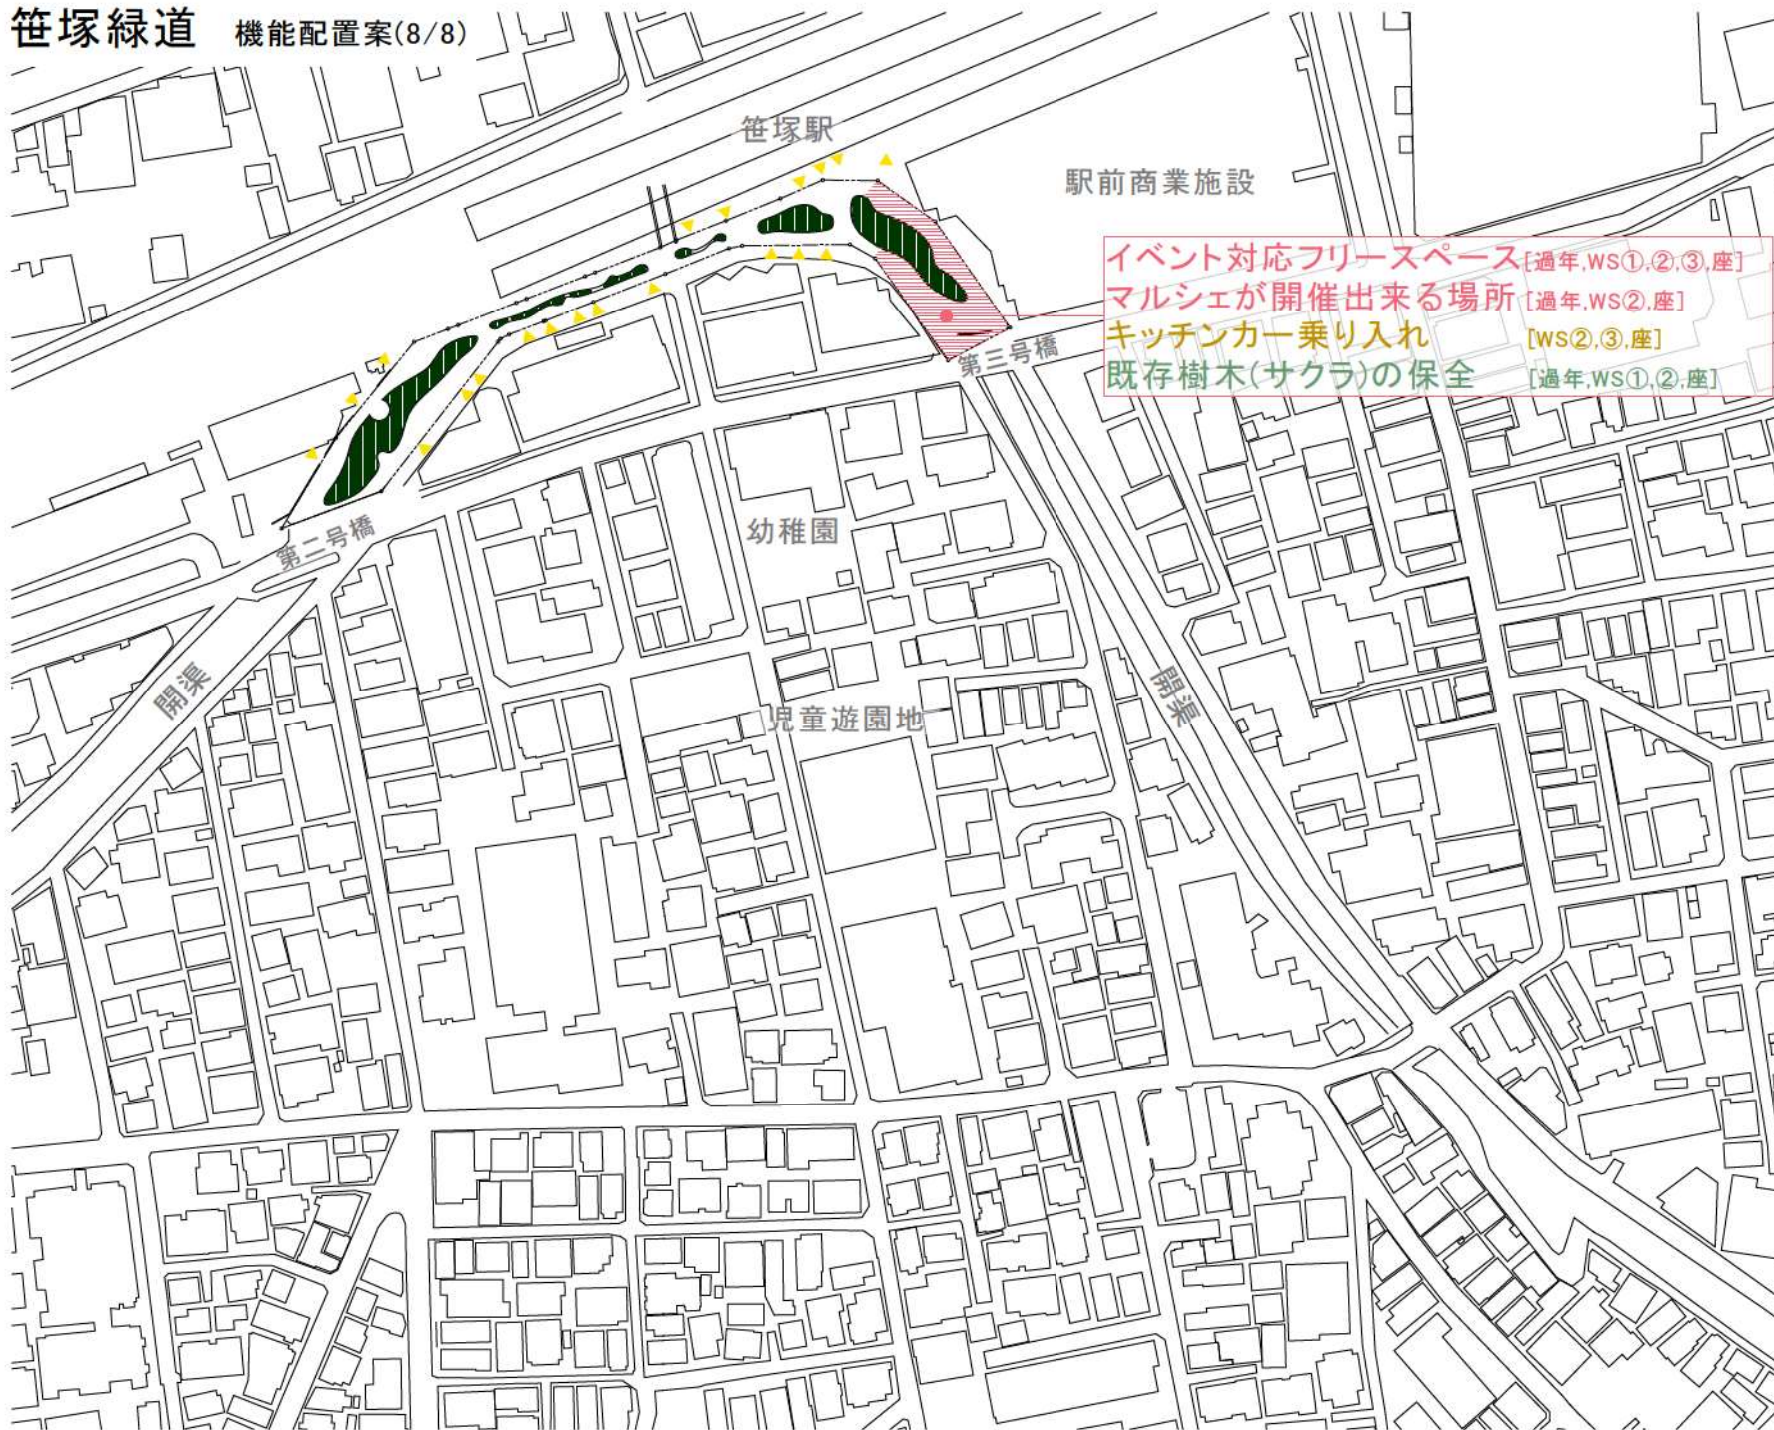 笹塚緑道 機能配置案(8/8)
笹塚駅
駅前商業施設
イベント対応フリースペース[過年,WS①,②,③,座]
マルシェが開催出来る場所[過年,WS②,座]
キッチンカー乗り入れ [WS②,③,座]
既存樹木(サクラ)の保全 [過年,WS①,②,座]
第三号橋
第二号橋
幼稚園
開渠
開渠
児童遊園地